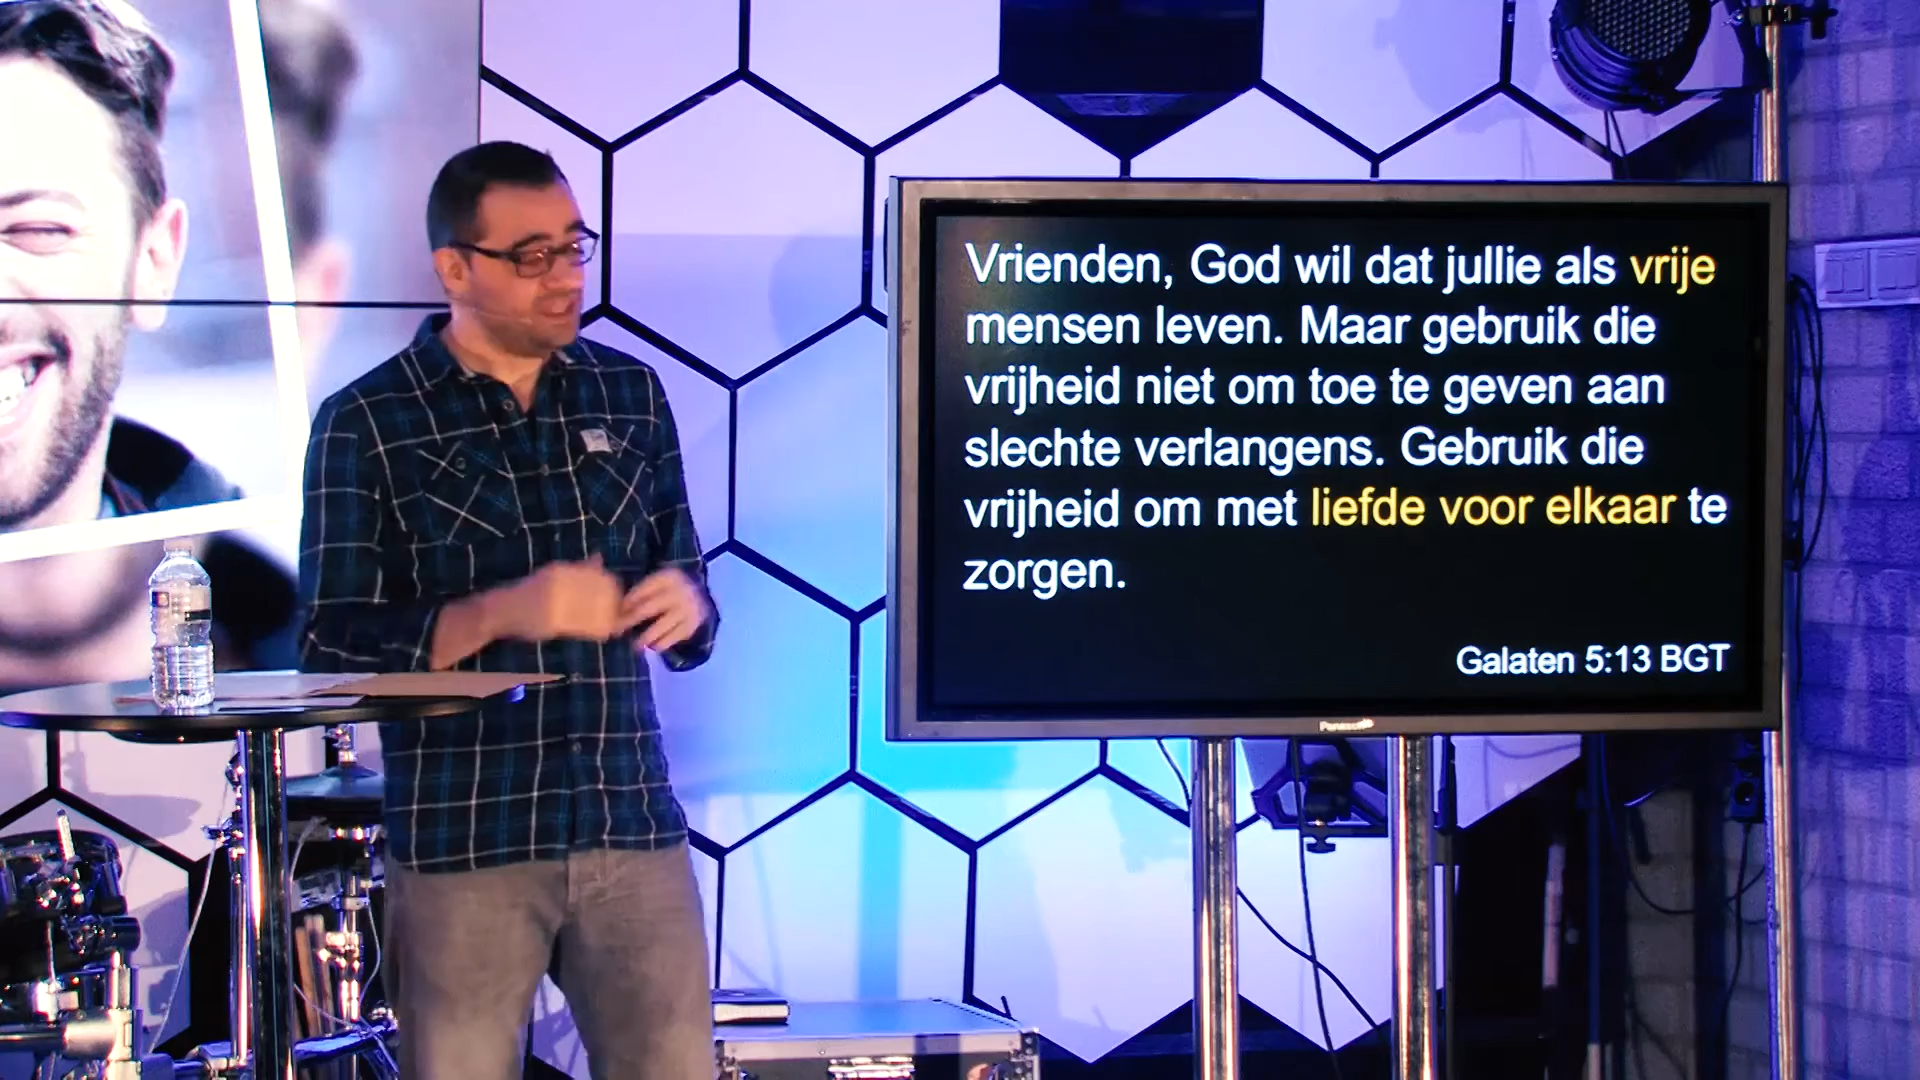 Vrienden, God wil dat jullie als vrije
mensen leven. Maar gebruik die
vrijheid niet om toe te geven aan
slechte verlangens. Gebruik die
vrijheid om met liefde voor elkaar te
zorgen.
Galaten 5:13 BGT
Panasonic